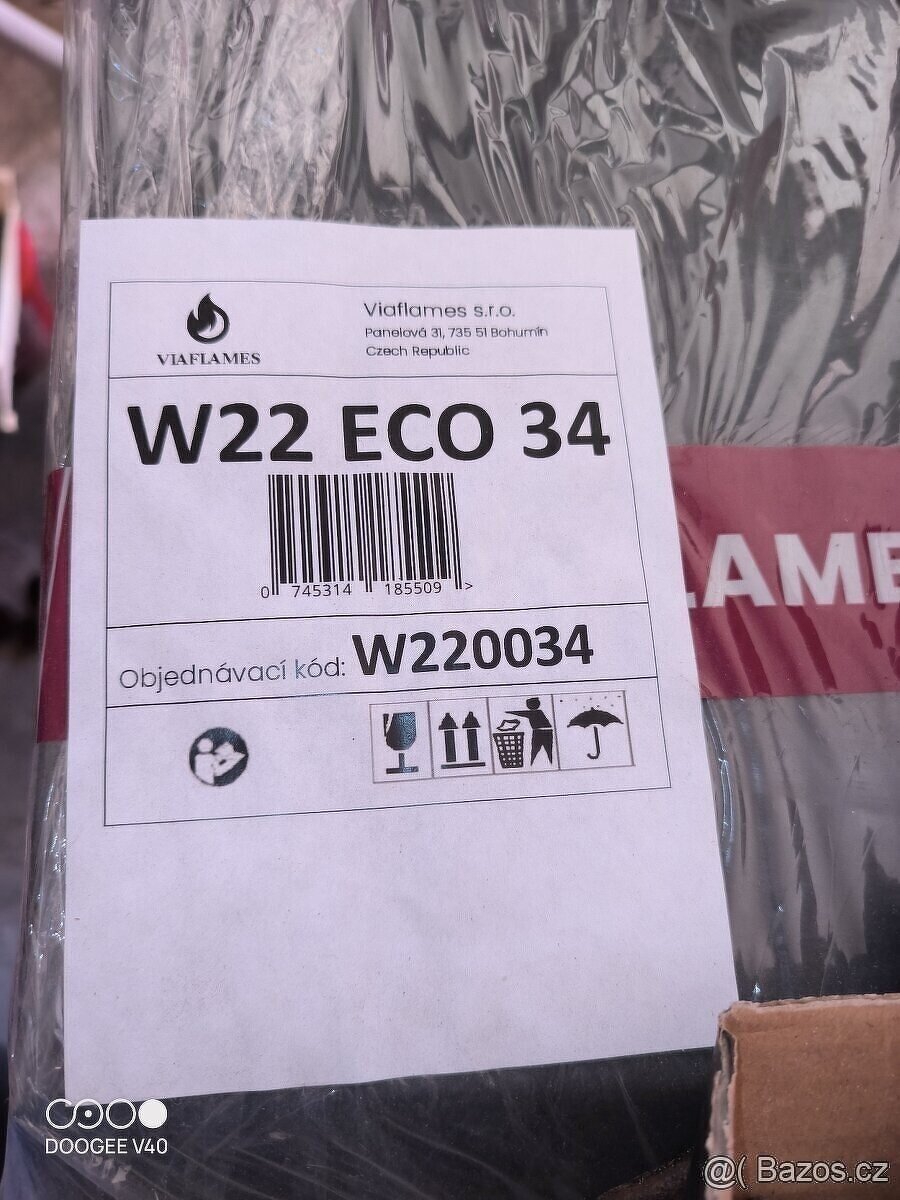 VIAFLAMES
Viaflames s.r.o.
Panelová 31, 735 51 Bohumín
Czech Republic
W22 ECO 34
0 745314 185509 >
Objednávací kód: W220034
LAME
DOOGEE V40
@( Bazos.cz